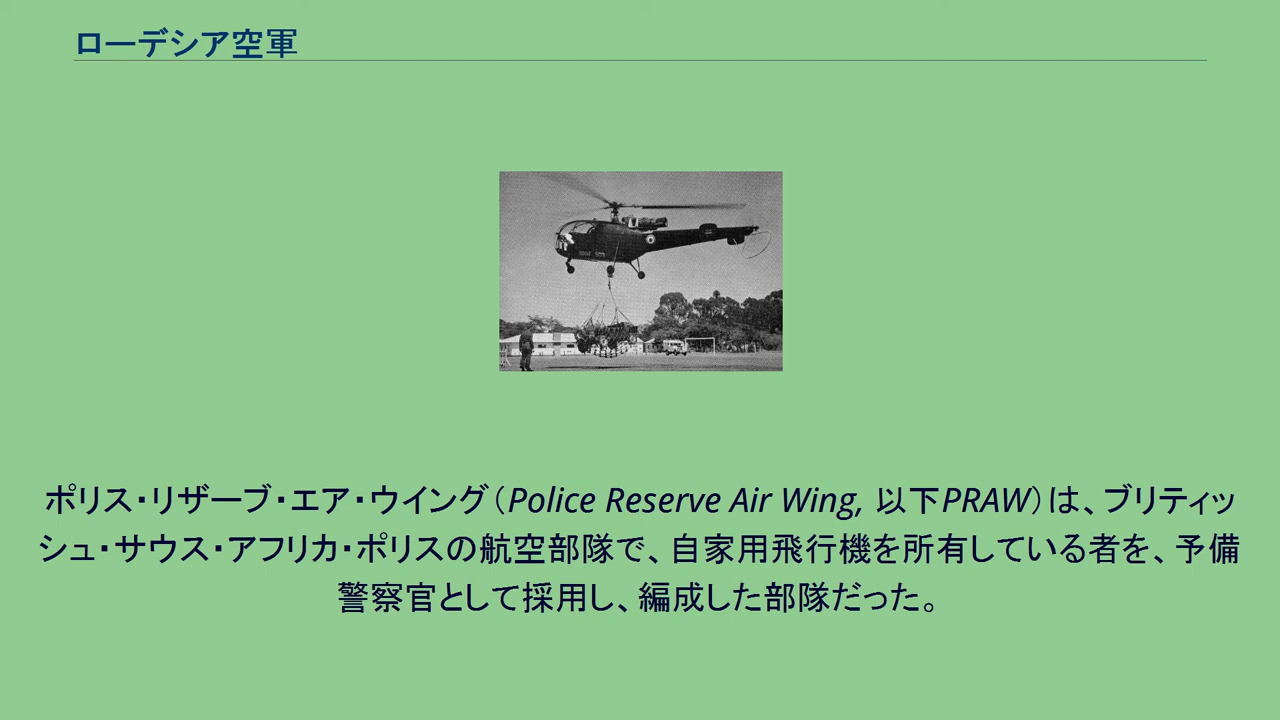 ローデシア空軍
ポリス・リザーブ・エア・ウイング（Police Reserve Air Wing, 以下PRAW）は、ブリティッ
シュ・サウス・アフリカ・ポリスの航空部隊で、自家用飛行機を所有している者を、予備
警察官として採用し、編成した部隊だった。